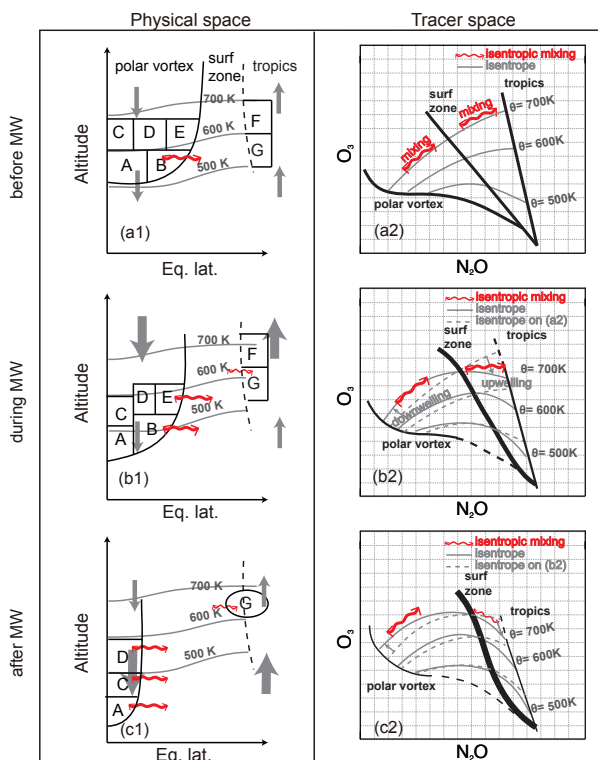 Physical space
Tracer space
before MW
Altitude
polar vortex
surf
zone
tropics
700 K
600 K
500 K
C
D
E
F
A
B
G
(a1)
Eq. lat.
O3
isentropic mixing
isentrope
tropics
surf
zone
mixing
mixing
θ= 700K
θ= 600K
θ= 500K
polar vortex
(a2)
N2O
during MW
Altitude
700 K
600 K
500 K
D
E
F
G
C
B
A
(b1)
Eq. lat.
O3
isentropic mixing
isentrope
isentrope on (a2)
surf
zone
tropics
θ= 700K
upwelling
downwelling
θ= 600K
θ= 500K
polar vortex
(b2)
N2O
after MW
Altitude
700 K
600 K
500 K
G
D
C
A
(c1)
Eq. lat.
O3
isentropic mixing
isentrope
isentrope on (b2)
surf
zone
tropics
θ= 700K
θ= 600K
θ= 500K
polar vortex
(c2)
N2O